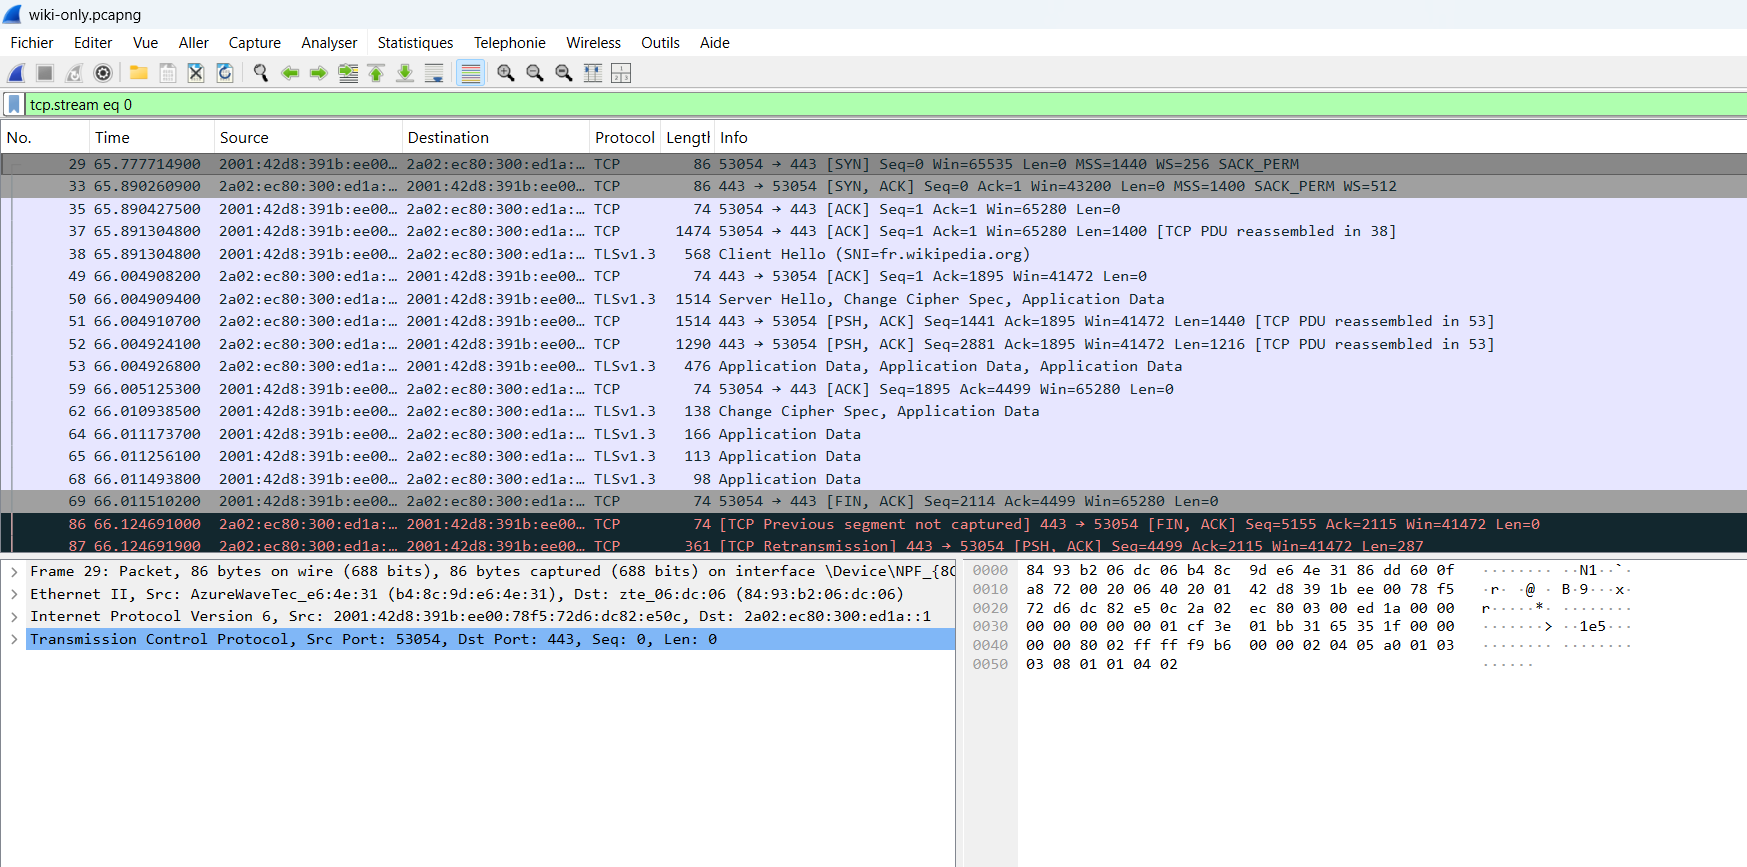 wiki-only.pcapng
Fichier Editer Vue Aller Capture Analyser Statistiques Telephonie Wireless Outils Aide
tcp.stream eq 0
No. Time Source Destination Protocol Length Info
29 65.777714900 2001:42d8:391b:ee00… 2a02:ec80:300:ed1a:… TCP 86 53054 → 443 [SYN] Seq=0 Win=65535 Len=0 MSS=1440 WS=256 SACK_PERM
33 65.890260900 2a02:ec80:300:ed1a:… 2001:42d8:391b:ee00… TCP 86 443 → 53054 [SYN, ACK] Seq=0 Ack=1 Win=43200 Len=0 MSS=1400 SACK_PERM WS=512
35 65.890427500 2001:42d8:391b:ee00… 2a02:ec80:300:ed1a:… TCP 74 53054 → 443 [ACK] Seq=1 Ack=1 Win=65280 Len=0
37 65.891304800 2001:42d8:391b:ee00… 2a02:ec80:300:ed1a:… TCP 1474 53054 → 443 [ACK] Seq=1 Ack=1 Win=65280 Len=1400 [TCP PDU reassembled in 38]
38 65.891304800 2001:42d8:391b:ee00… 2a02:ec80:300:ed1a:… TLSv1.3 568 Client Hello (SNI=fr.wikipedia.org)
49 66.004908200 2a02:ec80:300:ed1a:… 2001:42d8:391b:ee00… TCP 74 443 → 53054 [ACK] Seq=1 Ack=1895 Win=41472 Len=0
50 66.004909400 2a02:ec80:300:ed1a:… 2001:42d8:391b:ee00… TLSv1.3 1514 Server Hello, Change Cipher Spec, Application Data
51 66.004910700 2a02:ec80:300:ed1a:… 2001:42d8:391b:ee00… TCP 1514 443 → 53054 [PSH, ACK] Seq=1441 Ack=1895 Win=41472 Len=1440 [TCP PDU reassembled in 53]
52 66.004924100 2a02:ec80:300:ed1a:… 2001:42d8:391b:ee00… TCP 1290 443 → 53054 [PSH, ACK] Seq=2881 Ack=1895 Win=41472 Len=1216 [TCP PDU reassembled in 53]
53 66.004926800 2a02:ec80:300:ed1a:… 2001:42d8:391b:ee00… TLSv1.3 476 Application Data, Application Data, Application Data
59 66.005125300 2001:42d8:391b:ee00… 2a02:ec80:300:ed1a:… TCP 74 53054 → 443 [ACK] Seq=1895 Ack=4499 Win=65280 Len=0
62 66.010938500 2001:42d8:391b:ee00… 2a02:ec80:300:ed1a:… TLSv1.3 138 Change Cipher Spec, Application Data
64 66.011173700 2001:42d8:391b:ee00… 2a02:ec80:300:ed1a:… TLSv1.3 166 Application Data
65 66.011256100 2001:42d8:391b:ee00… 2a02:ec80:300:ed1a:… TLSv1.3 113 Application Data
68 66.011493800 2001:42d8:391b:ee00… 2a02:ec80:300:ed1a:… TLSv1.3 98 Application Data
69 66.011510200 2001:42d8:391b:ee00… 2a02:ec80:300:ed1a:… TCP 74 53054 → 443 [FIN, ACK] Seq=2114 Ack=4499 Win=65280 Len=0
86 66.124691000 2a02:ec80:300:ed1a:… 2001:42d8:391b:ee00… TCP 74 [TCP Previous segment not captured] 443 → 53054 [FIN, ACK] Seq=5155 Ack=2115 Win=41472 Len=0
87 66.124691900 2a02:ec80:300:ed1a:… 2001:42d8:391b:ee00… TCP 361 [TCP Retransmission] 443 → 53054 [PSH, ACK] Seq=4499 Ack=2115 Win=41472 Len=287
Frame 29: Packet, 86 bytes on wire (688 bits), 86 bytes captured (688 bits) on interface \Device\NPF_{8C
Ethernet II, Src: AzureWaveTec_e6:4e:31 (b4:8c:9d:e6:4e:31), Dst: zte_06:dc:06 (84:93:b2:06:dc:06)
Internet Protocol Version 6, Src: 2001:42d8:391b:ee00:78f5:72d6:dc82:e50c, Dst: 2a02:ec80:300:ed1a::1
Transmission Control Protocol, Src Port: 53054, Dst Port: 443, Seq: 0, Len: 0
0000 84 93 b2 06 dc 06 b4 8c 9d e6 4e 31 86 dd 60 0f ········ ··N1··`·
0010 a8 72 00 20 06 40 20 01 42 d8 39 1b ee 00 78 f5 ·r· ·@ · B·9···x·
0020 72 d6 dc 82 e5 0c 2a 02 ec 80 03 00 ed 1a 00 00 r·····*· ········
0030 00 00 00 00 00 01 cf 3e 01 bb 31 65 35 1f 00 00 ·······> ··1e5···
0040 00 00 80 02 ff ff f9 b6 00 00 02 04 05 a0 01 03 ········ ········
0050 03 08 01 01 04 02 ······